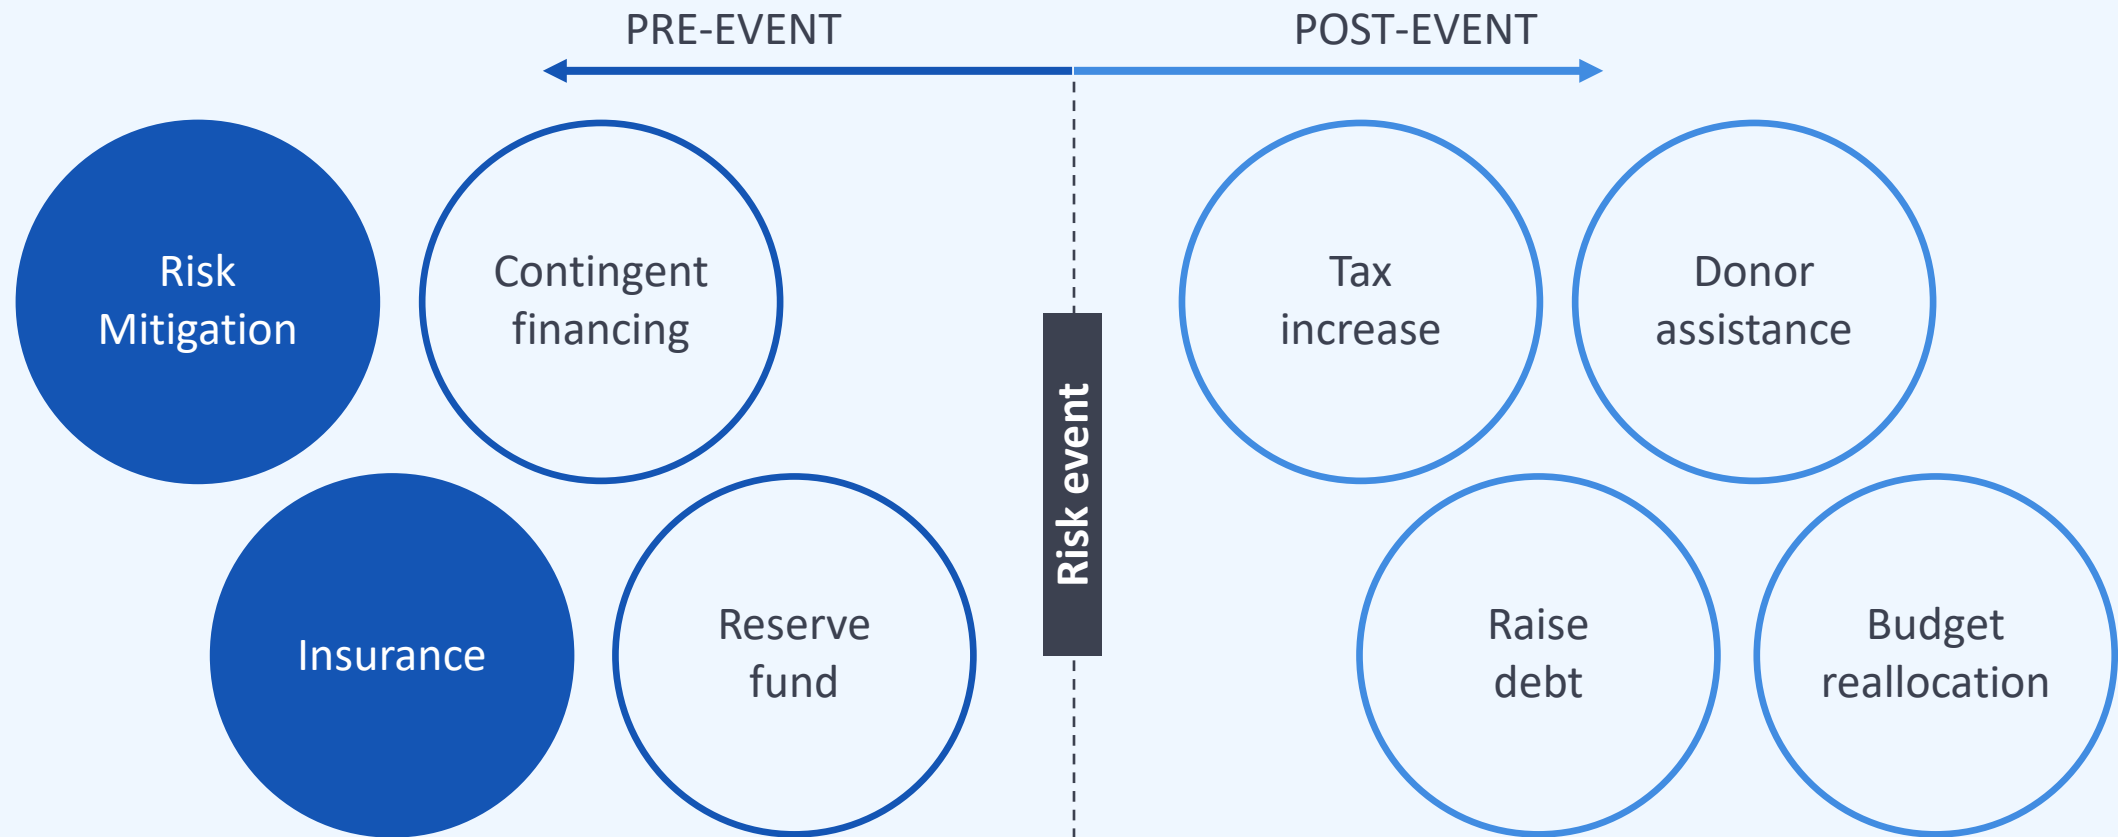 PRE-EVENT
POST-EVENT
Risk
Mitigation
Contingent
financing
Tax
increase
Donor
assistance
Risk event
Insurance
Reserve
fund
Raise
debt
Budget
reallocation